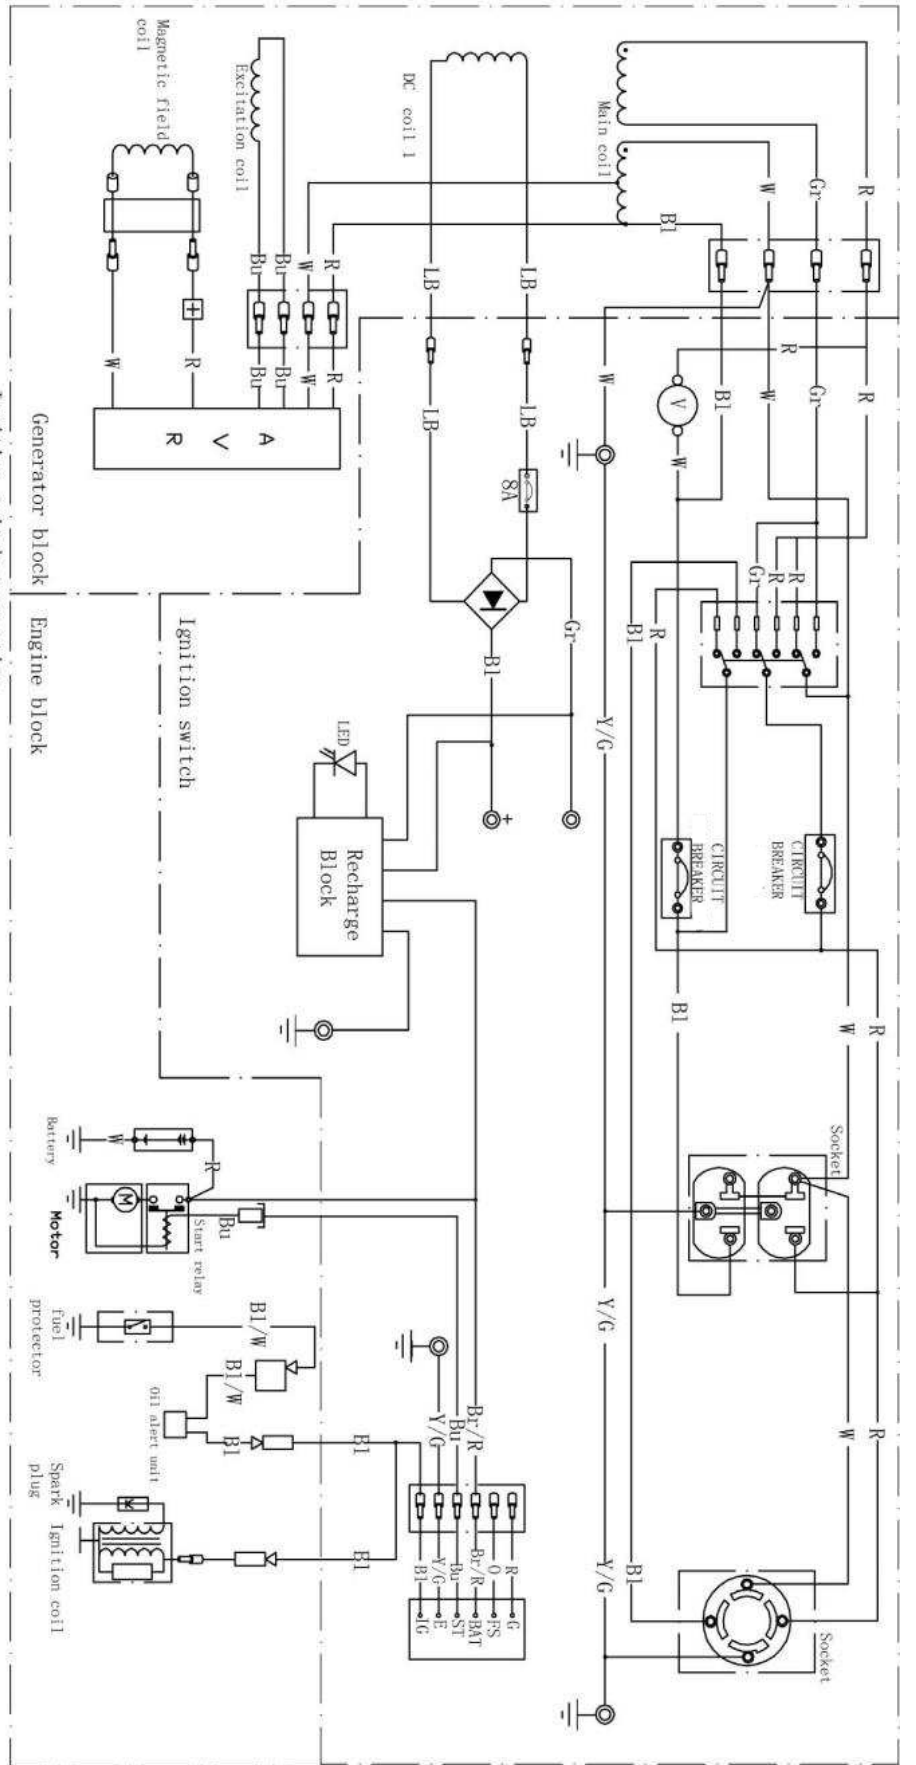 Magnetic field
coil
Excitation coil
DC coil 1
Main coil
R
Gr
W
Bl
Bu
Bu
W
R
LB
LB
W
R
Bu
Bu
W
R
LB
LB
W
R
Bl
W
Gr
R
V
W
A V R
8A
Generator block
Engine block
Ignition switch
Gr
R
R
Bl
R
Gr
Bl
Y/G
LED
+
Recharge
Block
CIRCUIT
BREAKER
CIRCUIT
BREAKER
Bl
W
R
Socket
Battery
W
R
M
Motor
Start relay
Bu
Y/G
fuel
protector
Bl/W
Bl/W
Oil alert unit
Bl
Bl
Y/G
Bu
Br/R
W
R
Spark
plug
Ignition coil
Bl
Bl
Y/G
Bu
Br/R
O
R
IG
E
ST
BAT
FS
G
Y/G
Bl
Socket